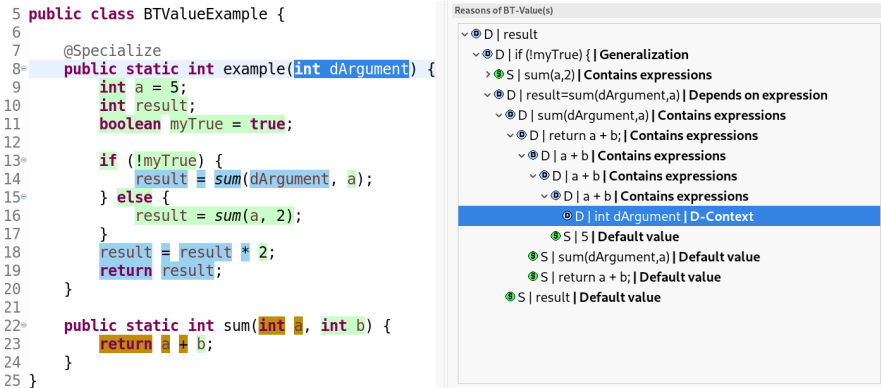 5 public class BTValueExample {
6
7     @Specialize
8     public static int example(int dArgument) {
9         int a = 5;
10         int result;
11         boolean myTrue = true;
12
13         if (!myTrue) {
14             result = sum(dArgument, a);
15         } else {
16             result = sum(a, 2);
17         }
18         result = result * 2;
19         return result;
20     }
21
22     public static int sum(int a, int b) {
23         return a + b;
24     }
25 }
Reasons of BT-Value(s)
D | result
D | if (!myTrue) { | Generalization
S | sum(a,2) | Contains expressions
D | result=sum(dArgument,a) | Depends on expression
D | sum(dArgument,a) | Contains expressions
D | return a + b; | Contains expressions
D | a + b | Contains expressions
D | a + b | Contains expressions
D | a + b | Contains expressions
D | int dArgument | D-Context
S | 5 | Default value
S | sum(dArgument,a) | Default value
S | return a + b; | Default value
S | result | Default value